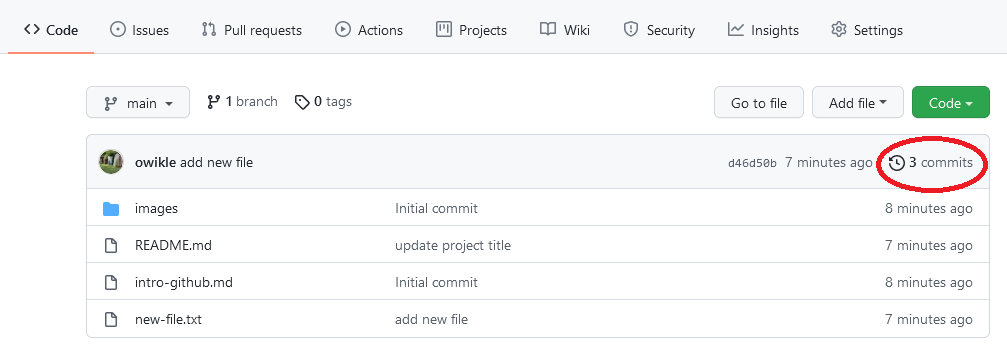 Code Issues Pull requests Actions Projects Wiki Security Insights Settings
main 1 branch 0 tags Go to file Add file Code
owikle add new file d46d50b 7 minutes ago 3 commits
images Initial commit 8 minutes ago
README.md update project title 7 minutes ago
intro-github.md Initial commit 8 minutes ago
new-file.txt add new file 7 minutes ago